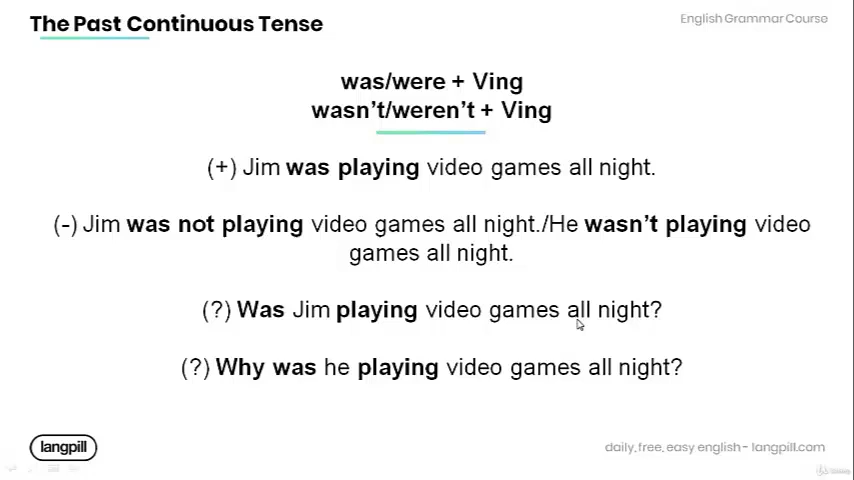 The Past Continuous Tense
English Grammar Course
was/were + Ving
wasn't/weren't + Ving
(+) Jim was playing video games all night.
(-) Jim was not playing video games all night./He wasn't playing video
games all night.
(?) Was Jim playing video games all night?
(?) Why was he playing video games all night?
langpill
daily, free, easy english - langpill.com